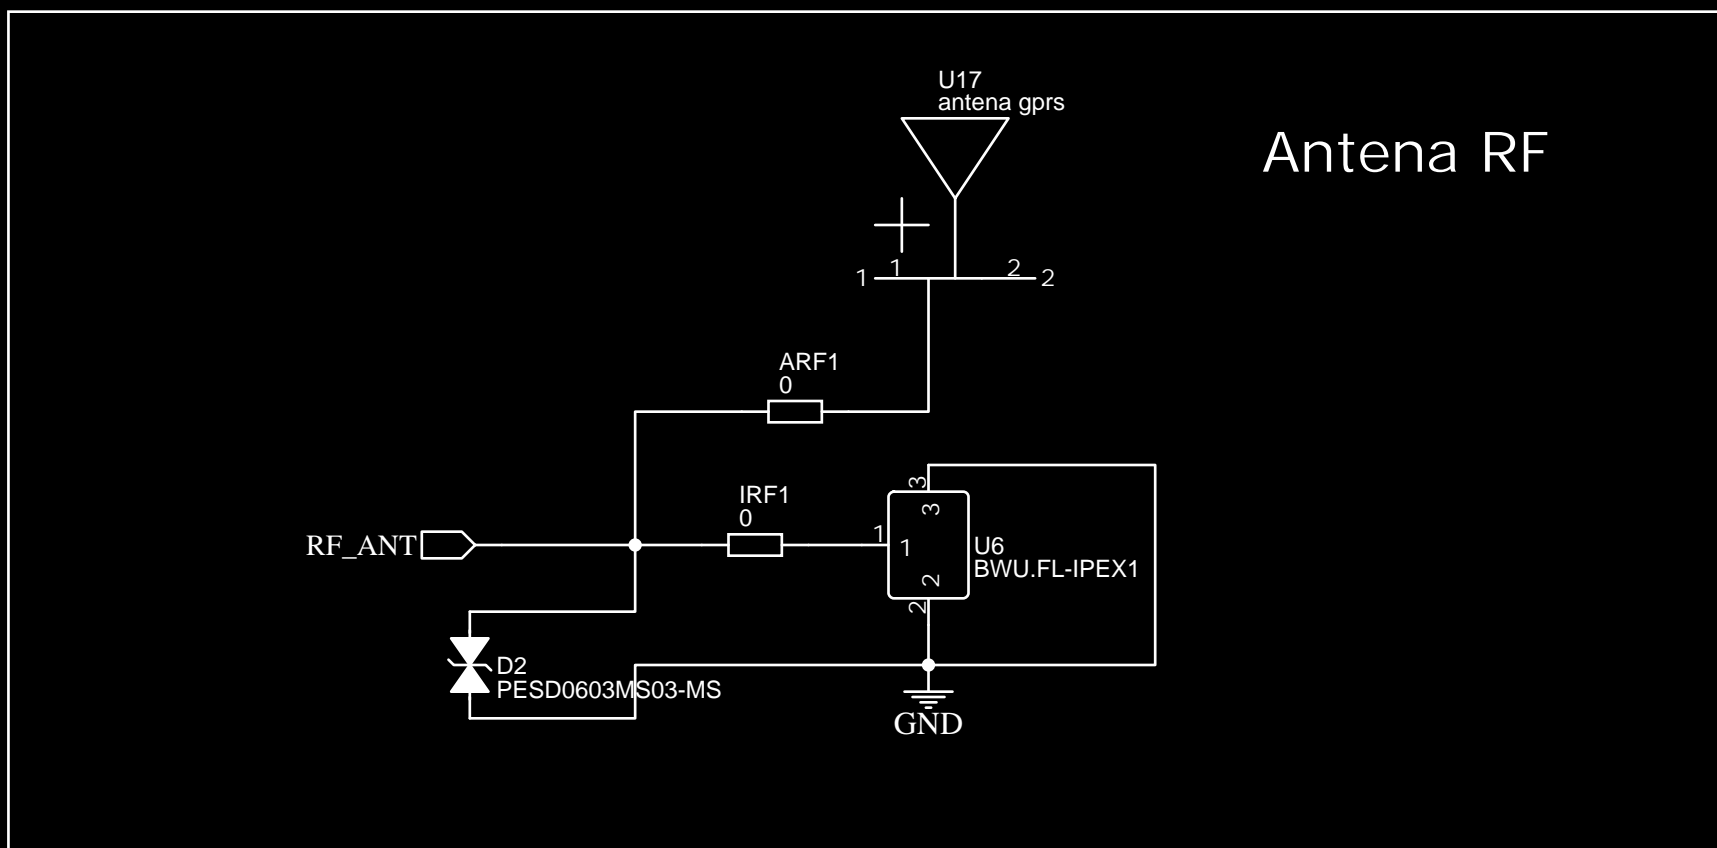 U17
antena gprs
Antena RF
1 1 2 2
ARF1
0
IRF1
0
3
3
RF_ANT
1 1
U6
BWU.FL-IPEX1
2
2
D2
PESD0603MS03-MS
GND